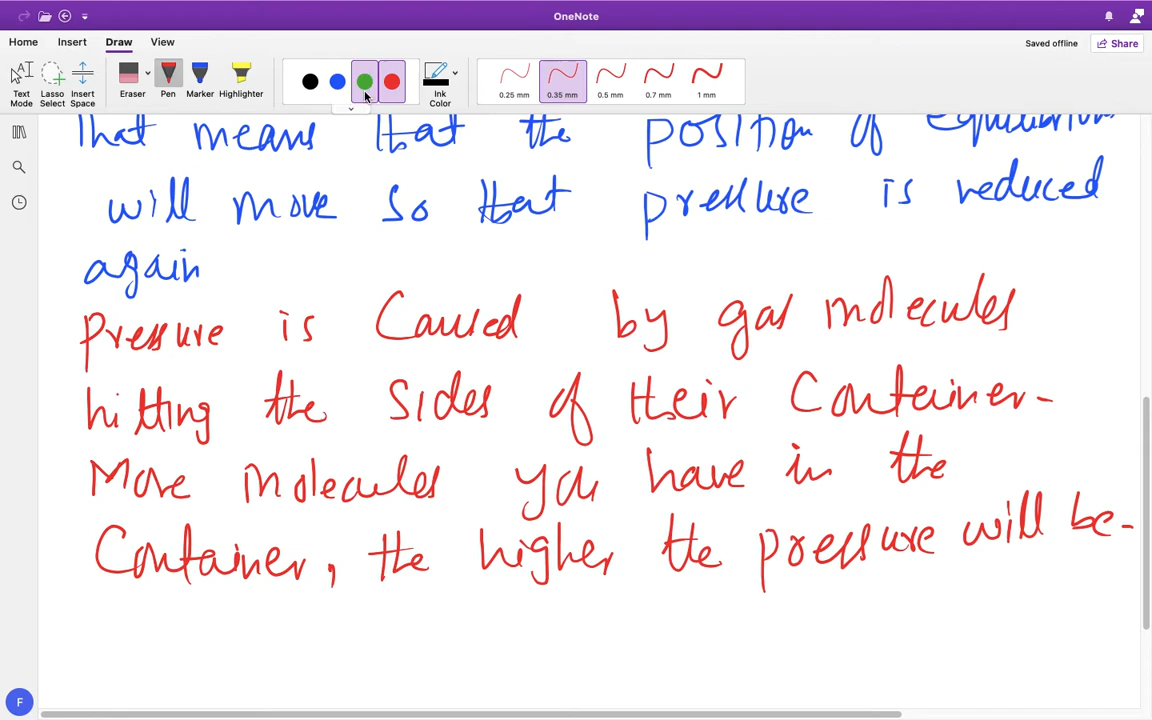 OneNote
Home Insert Draw View
Saved offline
Share
Text Mode
Lasso Select
Insert Space
Eraser
Pen
Marker
Highlighter
Ink Color
0.25 mm
0.35 mm
0.5 mm
0.7 mm
1 mm
That means that the position of equilibrium
will move so that pressure is reduced
again
Pressure is Caused by gas molecules
hitting the Sides of their Container-
More molecules you have in the
Container, the higher the pressure will be-
F